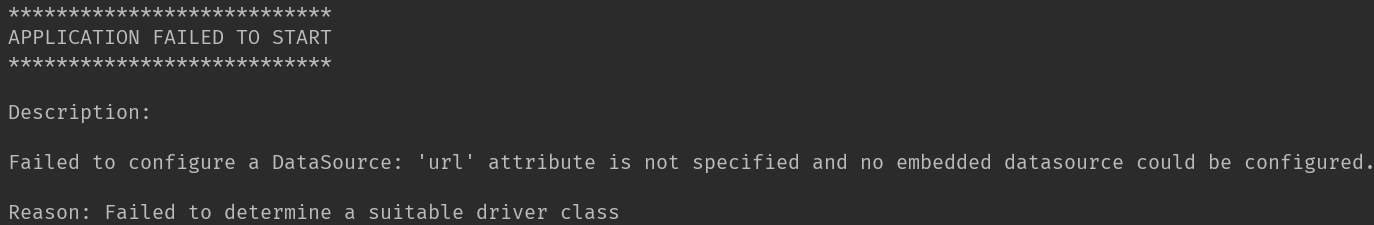 ***************************
APPLICATION FAILED TO START
***************************
Description:
Failed to configure a DataSource: 'url' attribute is not specified and no embedded datasource could be configured.
Reason: Failed to determine a suitable driver class